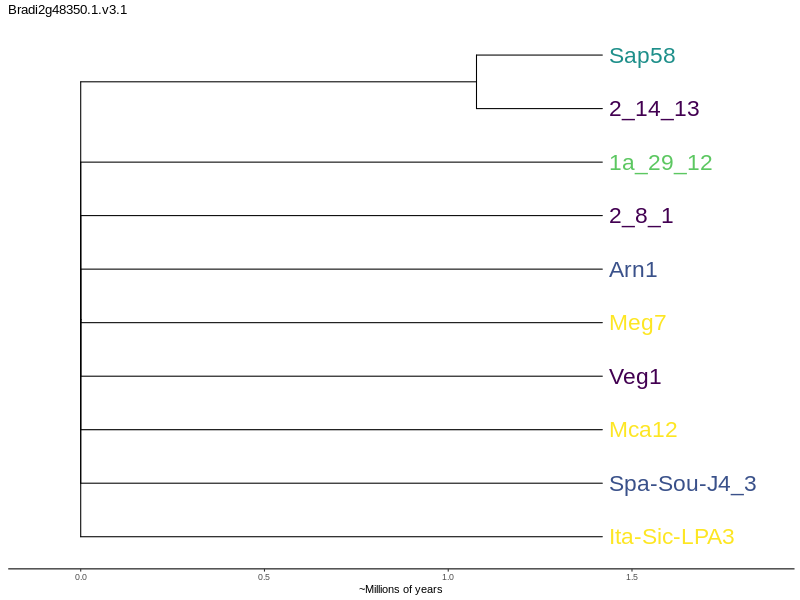 Bradi2g48350.1.v3.1
Sap58
2_14_13
1a_29_12
2_8_1
Arn1
Meg7
Veg1
Mca12
Spa-Sou-J4_3
Ita-Sic-LPA3
0.0 0.5 1.0 1.5
~Millions of years